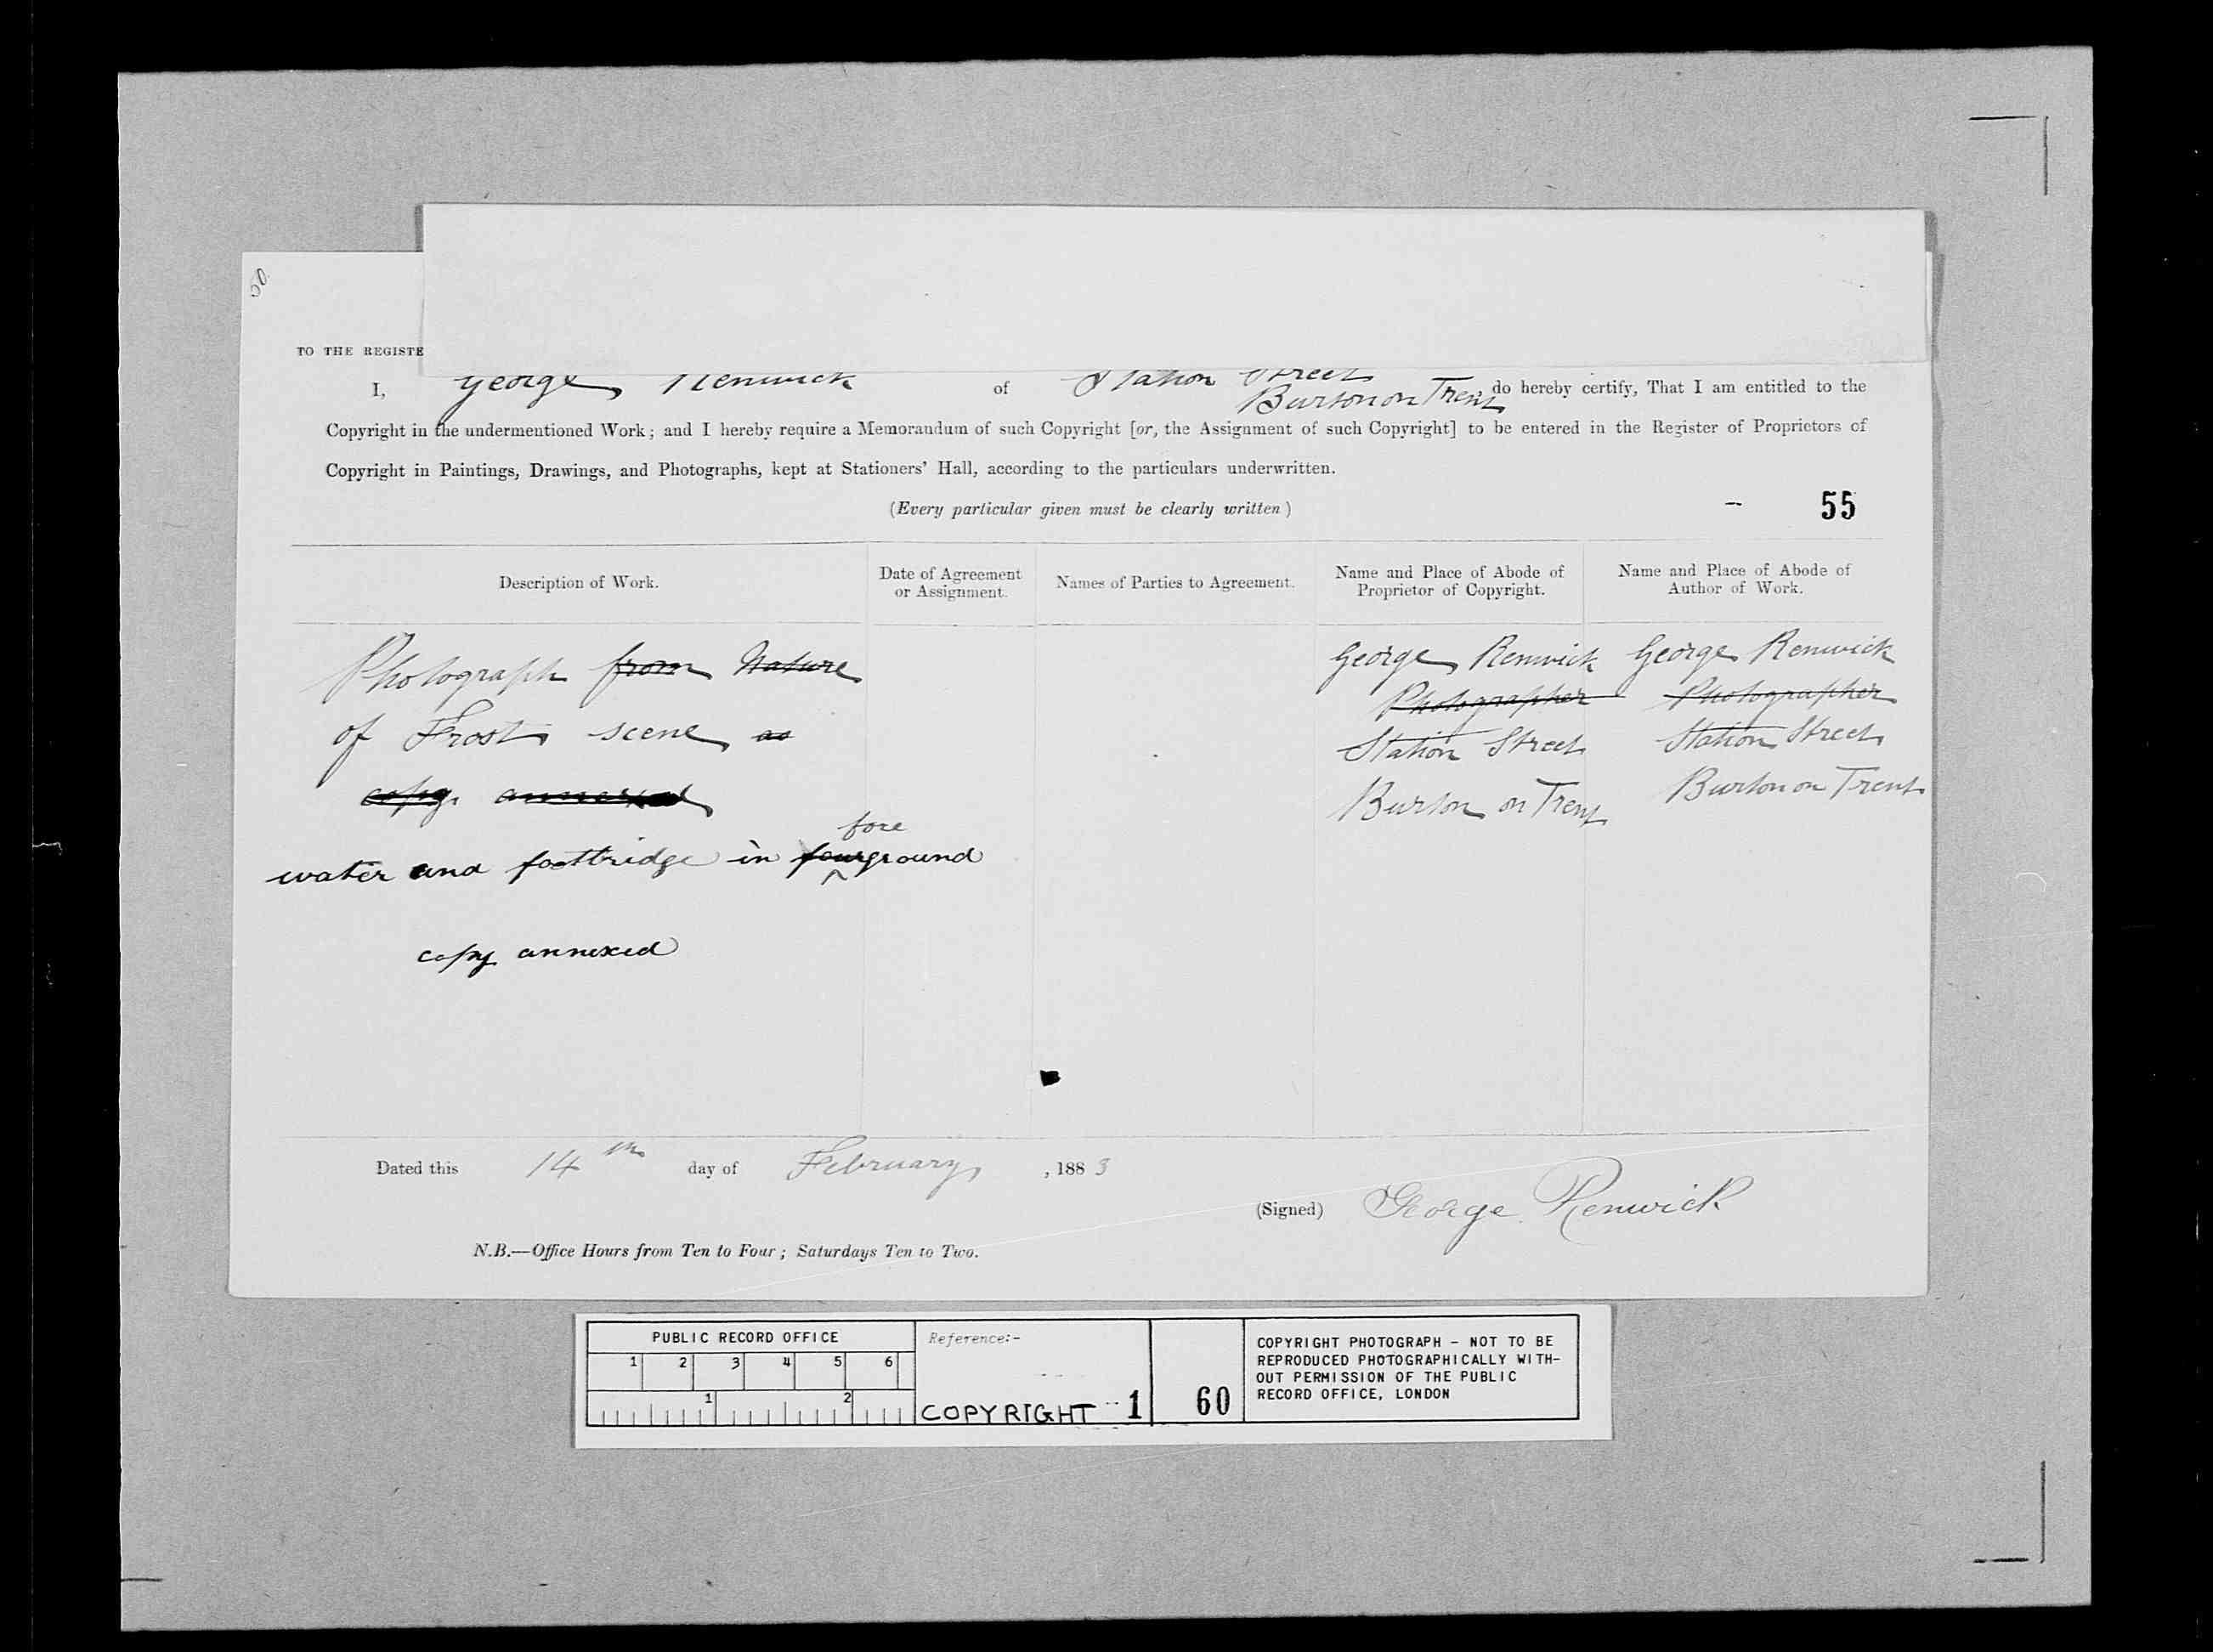 50
TO THE REGISTE
I, George Renwick of Station Street
Burton on Trent do hereby certify, That I am entitled to the
Copyright in the undermentioned Work; and I hereby require a Memorandum of such Copyright [or, the Assignment of such Copyright] to be entered in the Register of Proprietors of
Copyright in Paintings, Drawings, and Photographs, kept at Stationers' Hall, according to the particulars underwritten.
(Every particular given must be clearly written)
55
Description of Work.
Date of Agreement
or Assignment.
Names of Parties to Agreement.
Name and Place of Abode of
Proprietor of Copyright.
Name and Place of Abode of
Author of Work.
Photograph from Nature
of Frost scene as
copy annexed
fore
water and footbridge in fourground
copy annexed
George Renwick
Photographer
Station Street
Burton on Trent
George Renwick
Photographer
Station Street
Burton on Trent
Dated this 14th day of February, 1883
(Signed) George Renwick
N.B.—Office Hours from Ten to Four; Saturdays Ten to Two.
PUBLIC RECORD OFFICE
1 2 3 4 5 6
1 2
Reference:-
COPYRIGHT 1
60
COPYRIGHT PHOTOGRAPH - NOT TO BE
REPRODUCED PHOTOGRAPHICALLY WITH-
OUT PERMISSION OF THE PUBLIC
RECORD OFFICE, LONDON